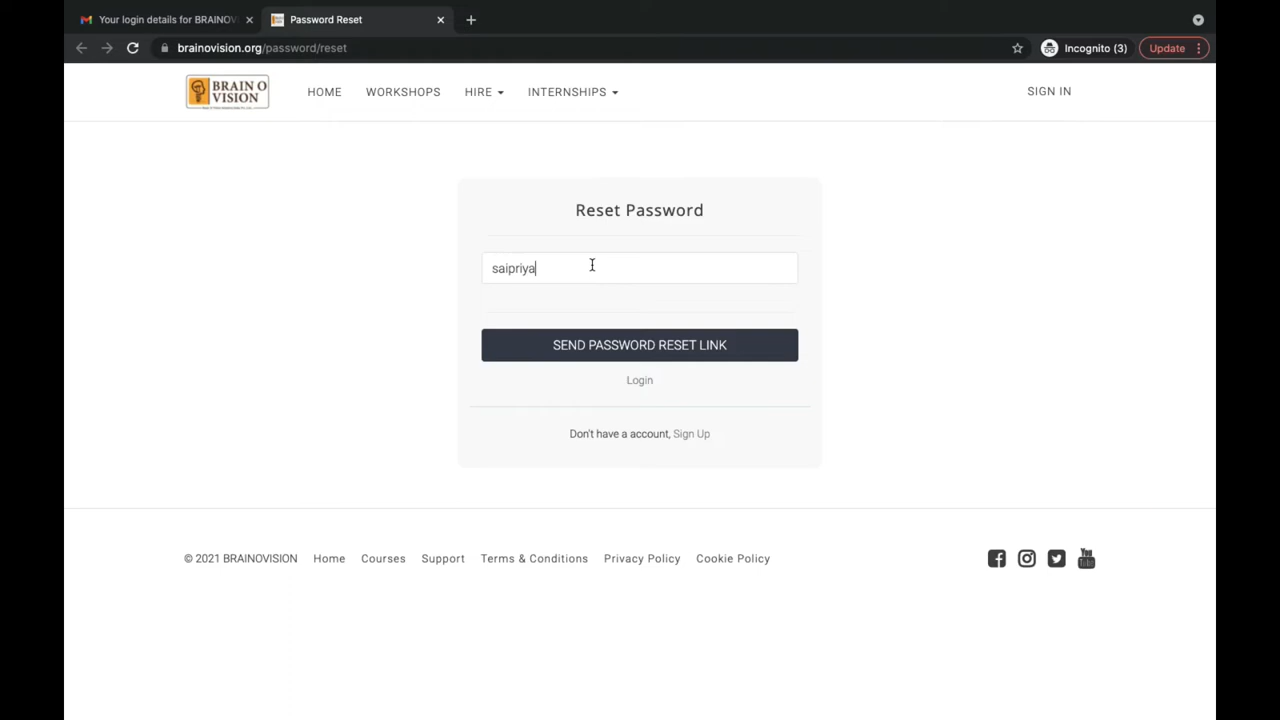 Your login details for BRAINOVI
Password Reset
brainovision.org/password/reset
Incognito (3)
Update
BRAIN O
VISION
HOME
WORKSHOPS
HIRE
INTERNSHIPS
SIGN IN
Reset Password
saipriya
SEND PASSWORD RESET LINK
Login
Don't have a account, Sign Up
© 2021 BRAINOVISION
Home
Courses
Support
Terms & Conditions
Privacy Policy
Cookie Policy
You